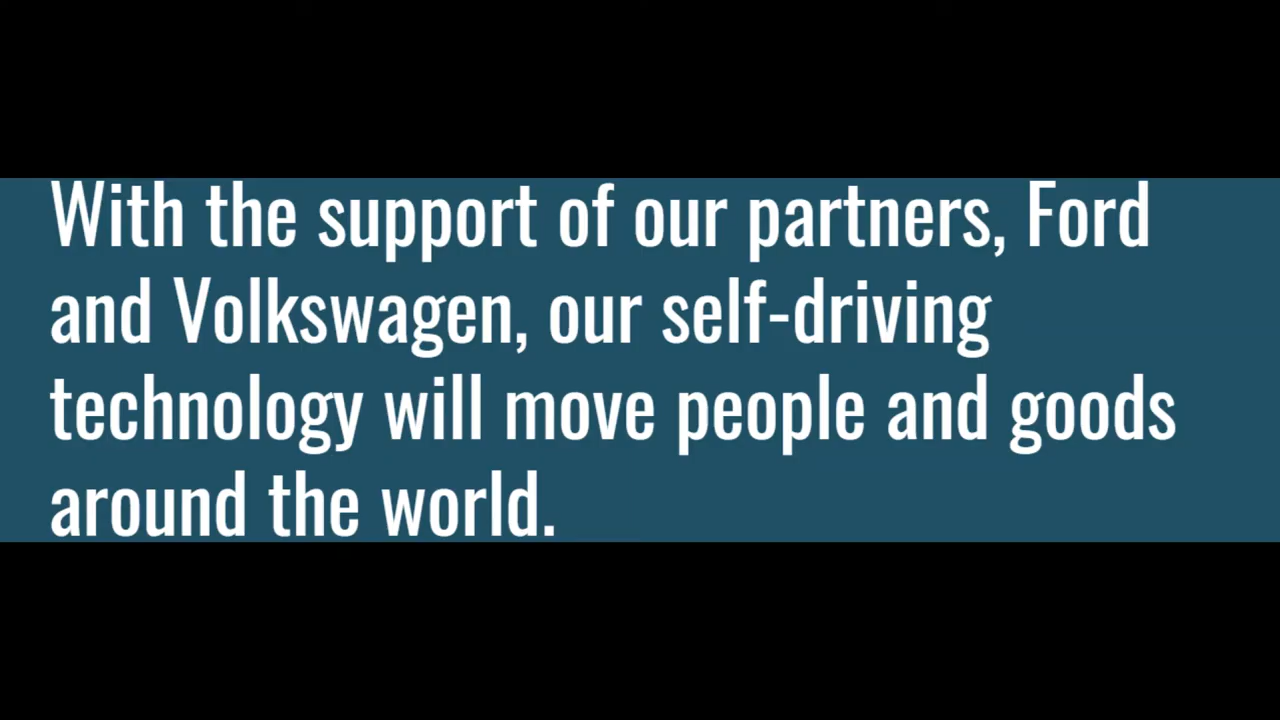 With the support of our partners, Ford
and Volkswagen, our self-driving
technology will move people and goods
around the world.